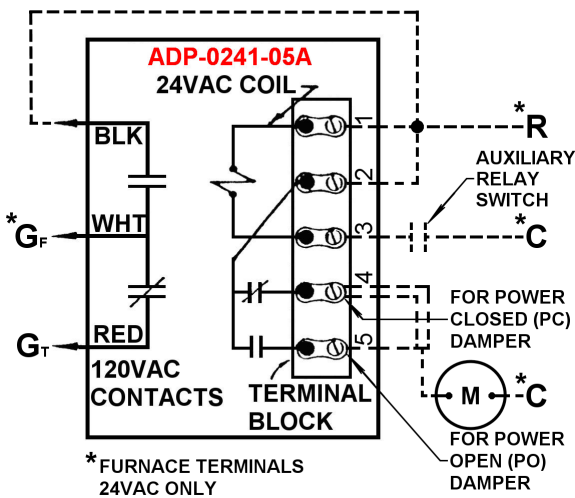 ADP-0241-05A
24VAC COIL
1
*R
BLK
2
AUXILIARY
RELAY
SWITCH
WHT
*GF
3
*C
4
FOR POWER
CLOSED (PC)
DAMPER
RED
GT
5
120VAC
CONTACTS
TERMINAL
BLOCK
M
*C
FOR POWER
OPEN (PO)
DAMPER
*FURNACE TERMINALS
24VAC ONLY